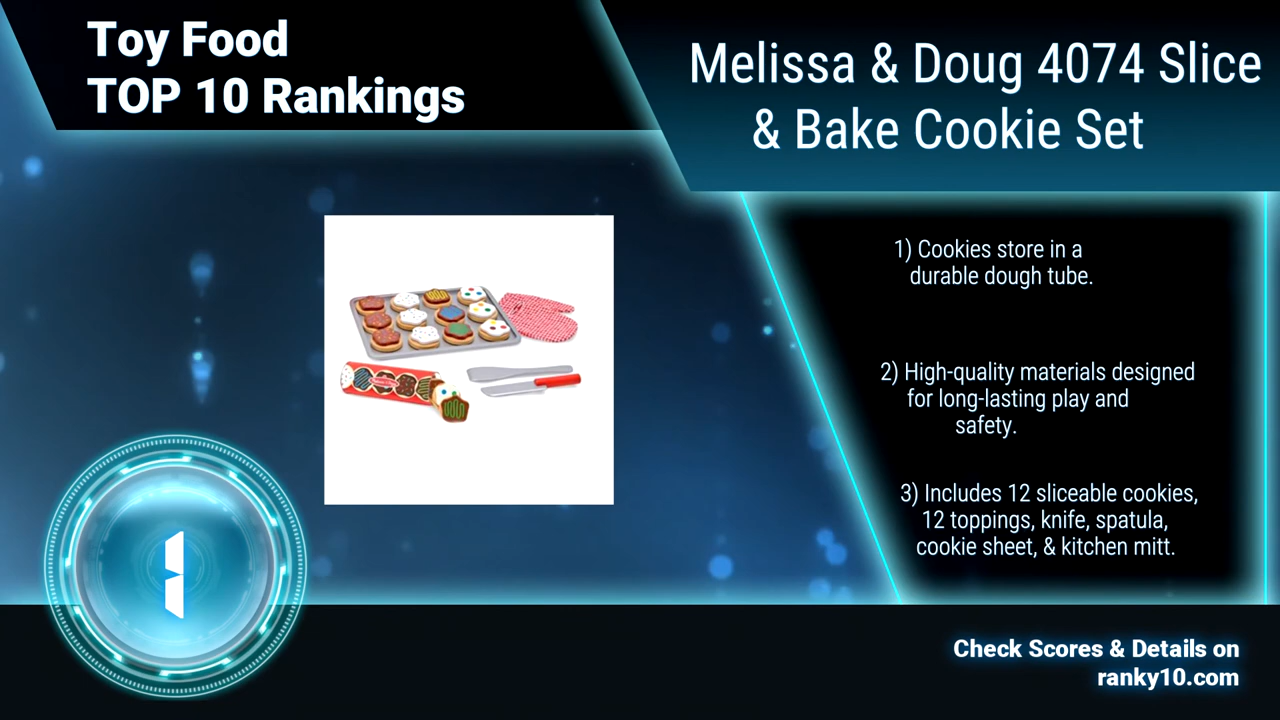 Toy Food
TOP 10 Rankings
Melissa & Doug 4074 Slice
& Bake Cookie Set
1) Cookies store in a
durable dough tube.
2) High-quality materials designed
for long-lasting play and
safety.
3) Includes 12 sliceable cookies,
12 toppings, knife, spatula,
cookie sheet, & kitchen mitt.
1
Check Scores & Details on
ranky10.com